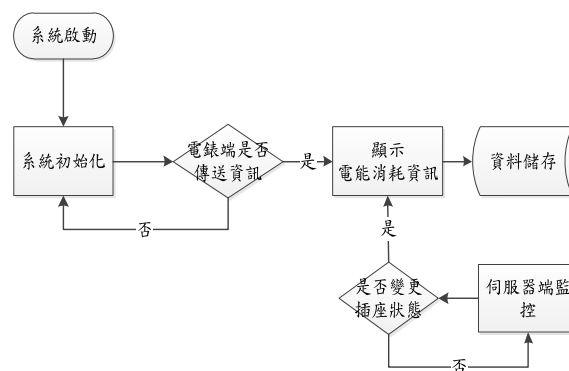 系統啟動
系統初始化
電錶端是否
傳送資訊
是
顯示
電能消耗資訊
資料儲存
否
是
是否變更
插座狀態
伺服器端監
控
否